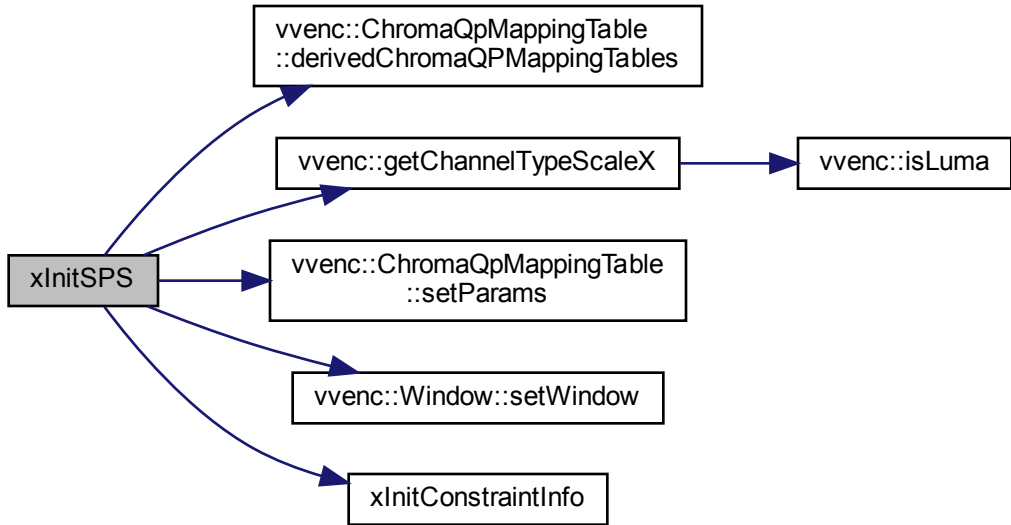 vvenc::ChromaQpMappingTable
::derivedChromaQPMappingTables
vvenc::getChannelTypeScaleX
vvenc::isLuma
xInitSPS
vvenc::ChromaQpMappingTable
::setParams
vvenc::Window::setWindow
xInitConstraintInfo